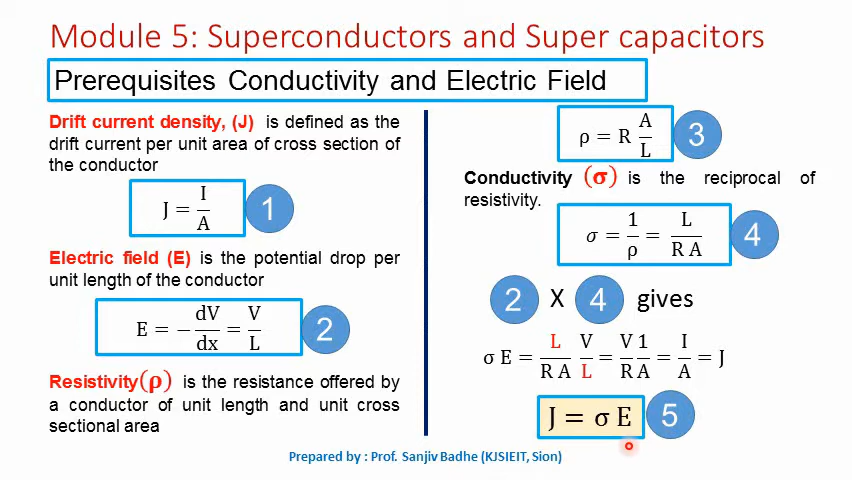 Module 5: Superconductors and Super capacitors
Prerequisites Conductivity and Electric Field
Drift current density, (J) is defined as the
drift current per unit area of cross section of
the conductor
J = I/A 1
Electric field (E) is the potential drop per
unit length of the conductor
E = − dV/dx = V/L 2
Resistivity(ρ) is the resistance offered by
a conductor of unit length and unit cross
sectional area
ρ = R A/L 3
Conductivity (σ) is the reciprocal of
resistivity.
σ = 1/ρ = L/R A 4
2 X 4 gives
σ E = L/R A V/L = V/R 1/A = I/A = J
J = σ E 5
Prepared by : Prof. Sanjiv Badhe (KJSIEIT, Sion)